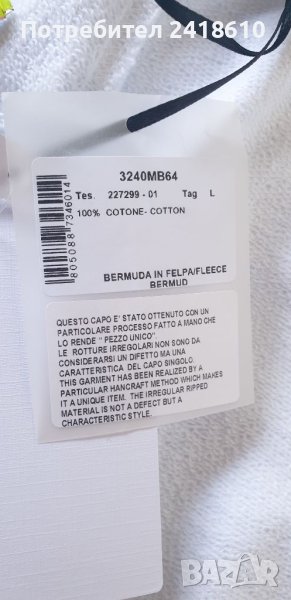 Потребител 2418610
3240MB64
Tes. 227299 - 01 Tag L
100% COTONE- COTTON
8050887346014
BERMUDA IN FELPA/FLEECE
BERMUD
QUESTO CAPO E' STATO OTTENUTO CON UN
PARTICOLARE PROCESSO FATTO A MANO CHE
LO RENDE " PEZZO UNICO"
LE ROTTURE IRREGOLARI NON SONO DA
CONSIDERARSI UN DIFETTO MA UNA
CARATTERISTICA DEL CAPO SINGOLO
THIS GARMENT HAS BEEN REALIZED BY A
PARTICULAR HANCRAFT METHOD WHICH MAKES
IT A UNIQUE ITEM. THE IRREGULAR RIPPED
MATERIAL IS NOT A DEFECT BUT A
CHARACTERISTIC STYLE.
BAZAR